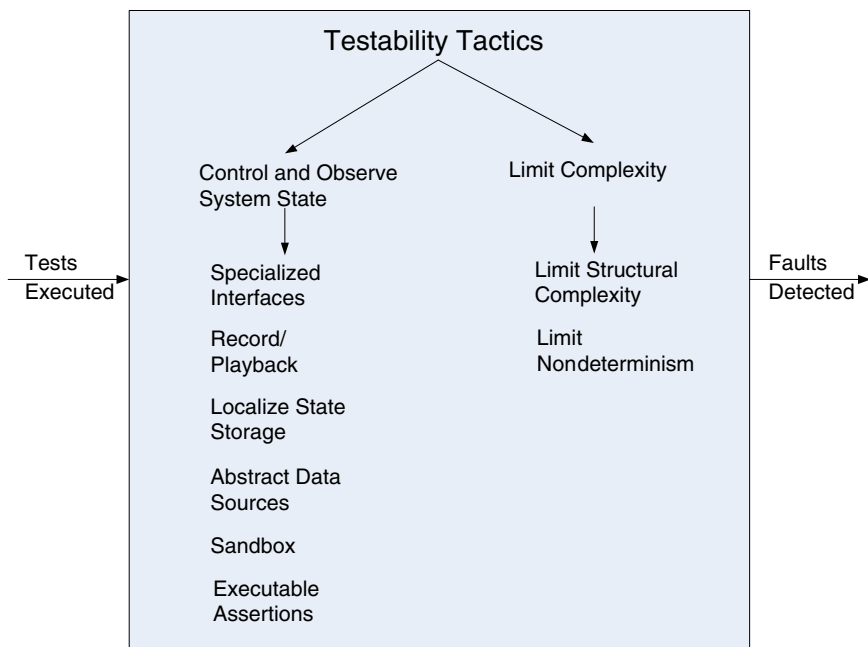 Testability Tactics
Control and Observe
System State
Limit Complexity
Tests
Executed
Specialized
Interfaces
Record/
Playback
Localize State
Storage
Abstract Data
Sources
Sandbox
Executable
Assertions
Limit Structural
Complexity
Limit
Nondeterminism
Faults
Detected